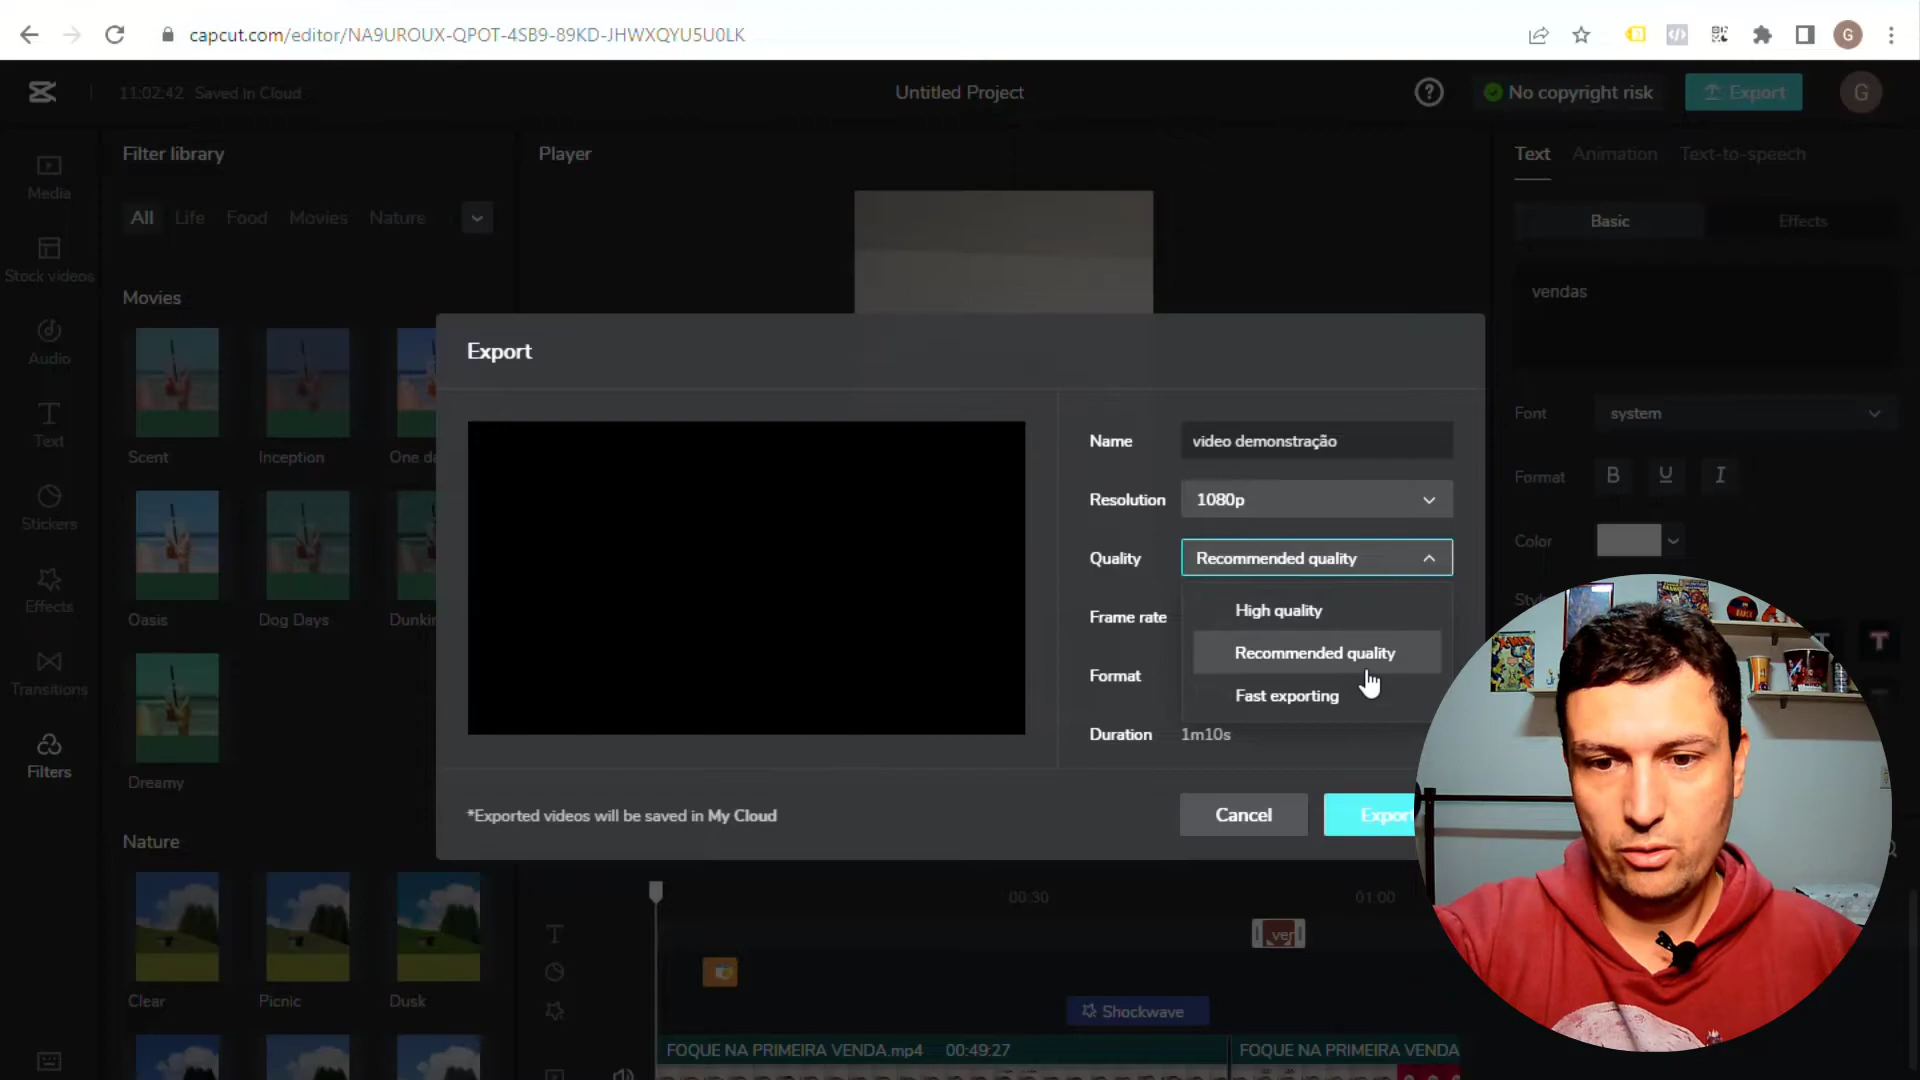 capcut.com/editor/NA9UROUX-QPOT-4SB9-89KD-JHWXQYU5U0LK
G
11:02:42 Saved in Cloud
Untitled Project
?
No copyright risk
Export
G
Media
Stock videos
Audio
Text
Stickers
Effects
Transitions
Filters
Filter library
All Life Food Movies Nature
Movies
Scent Inception
Oasis Dog Days
Dreamy
Nature
Clear Picnic Dusk
Player
Export
Name video demonstração
Resolution 1080p
Quality Recommended quality
High quality
Recommended quality
Fast exporting
Frame rate
Format
Duration 1m10s
*Exported videos will be saved in My Cloud
Cancel
Export
Text Animation Text-to-speech
Basic Effects
vendas
Font system
Format B U I
Color
00:30 01:00
ver
Shockwave
FOQUE NA PRIMEIRA VENDA.mp4 00:49:27
FOQUE NA PRIMEIRA VENDA